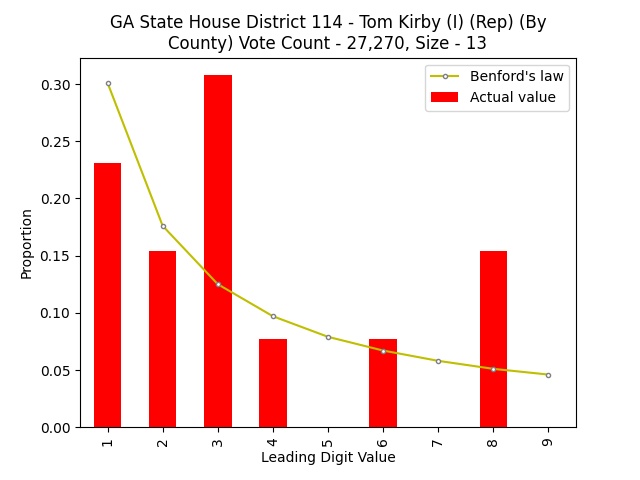 GA State House District 114 - Tom Kirby (I) (Rep) (By
County) Vote Count - 27,270, Size - 13
Benford's law
Actual value
Proportion
0.30
0.25
0.20
0.15
0.10
0.05
0.00
1 2 3 4 5 6 7 8 9
Leading Digit Value